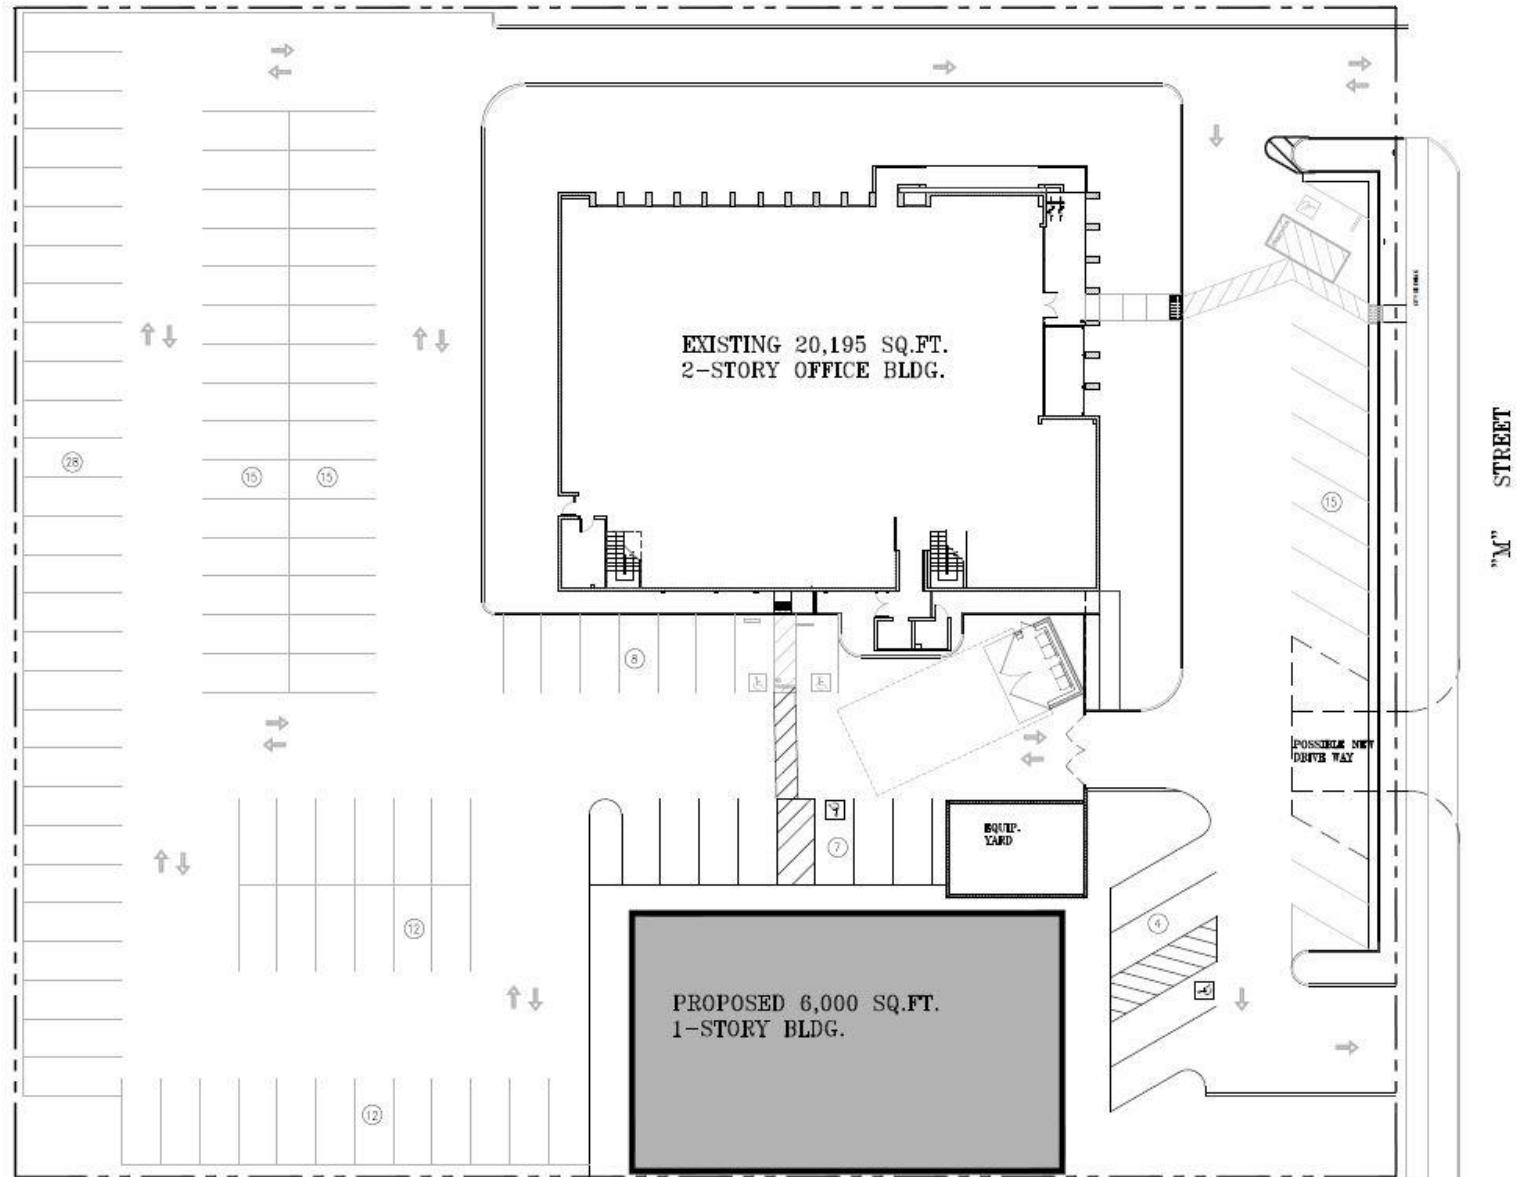 EXISTING 20,195 SQ.FT.
2-STORY OFFICE BLDG.
"M" STREET
28
15
15
15
8
POSSIBLE NEW
DRIVE WAY
EQUIP.
YARD
7
4
12
PROPOSED 6,000 SQ.FT.
1-STORY BLDG.
12